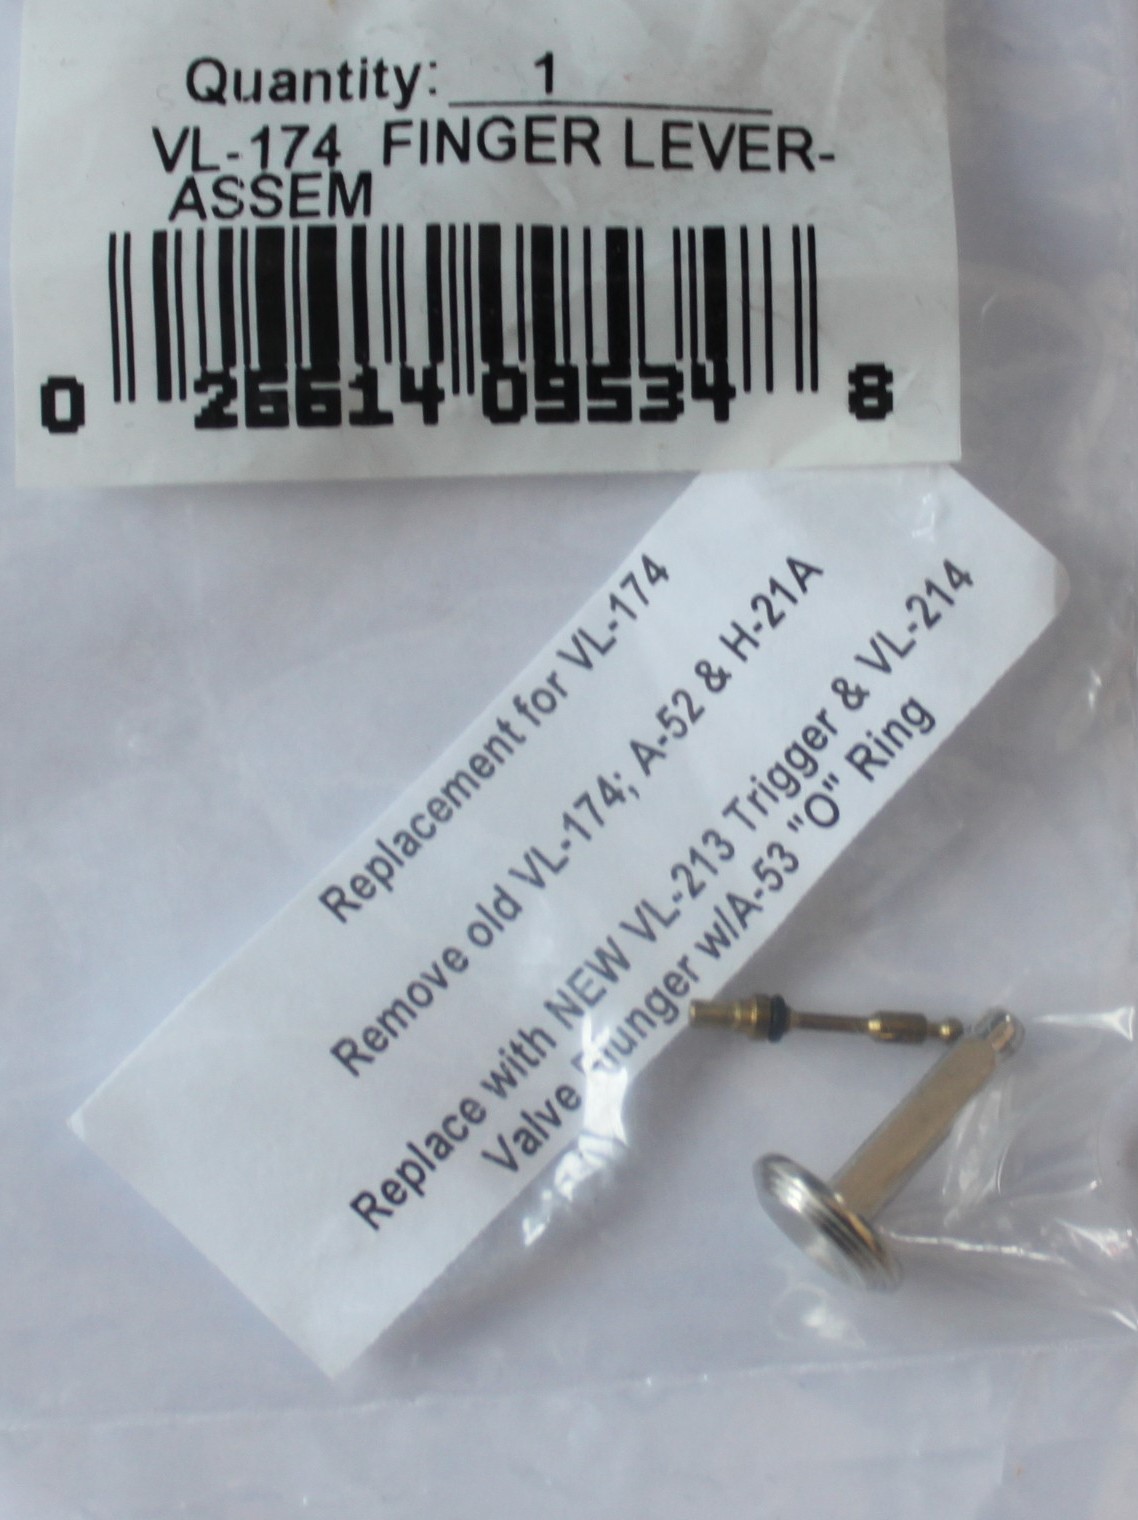 Quantity: 1
VL-174 FINGER LEVER-
ASSEM
0 26614 09534 8
Replacement for VL-174
Remove old VL-174; A-52 & H-21A
Replace with NEW VL-213 Trigger & VL-214
Valve Plunger w/A-53 "O" Ring